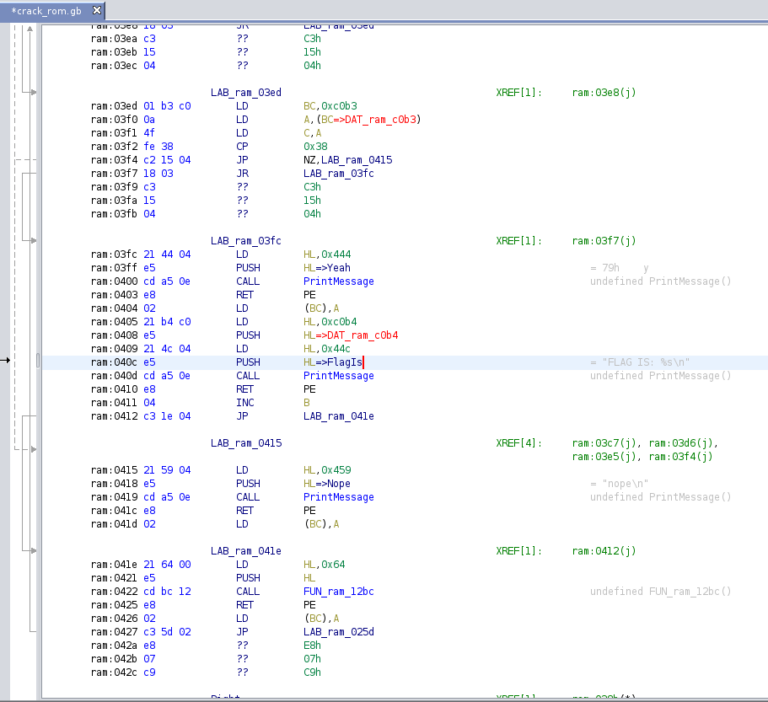 *crack_rom.gb
ram:03e8 18 03 JR LAB_ram_03ed
ram:03ea c3 ?? C3h
ram:03eb 15 ?? 15h
ram:03ec 04 ?? 04h
LAB_ram_03ed XREF[1]: ram:03e8(j)
ram:03ed 01 b3 c0 LD BC,0xc0b3
ram:03f0 0a LD A,(BC=>DAT_ram_c0b3)
ram:03f1 4f LD C,A
ram:03f2 fe 38 CP 0x38
ram:03f4 c2 15 04 JP NZ,LAB_ram_0415
ram:03f7 18 03 JR LAB_ram_03fc
ram:03f9 c3 ?? C3h
ram:03fa 15 ?? 15h
ram:03fb 04 ?? 04h
LAB_ram_03fc XREF[1]: ram:03f7(j)
ram:03fc 21 44 04 LD HL,0x444
ram:03ff e5 PUSH HL=>Yeah = 79h y
ram:0400 cd a5 0e CALL PrintMessage undefined PrintMessage()
ram:0403 e8 RET PE
ram:0404 02 LD (BC),A
ram:0405 21 b4 c0 LD HL,0xc0b4
ram:0408 e5 PUSH HL=>DAT_ram_c0b4
ram:0409 21 4c 04 LD HL,0x44c
ram:040c e5 PUSH HL=>FlagIs = "FLAG IS: %s\n"
ram:040d cd a5 0e CALL PrintMessage undefined PrintMessage()
ram:0410 e8 RET PE
ram:0411 04 INC B
ram:0412 c3 1e 04 JP LAB_ram_041e
LAB_ram_0415 XREF[4]: ram:03c7(j), ram:03d6(j),
ram:03e5(j), ram:03f4(j)
ram:0415 21 59 04 LD HL,0x459
ram:0418 e5 PUSH HL=>Nope = "nope\n"
ram:0419 cd a5 0e CALL PrintMessage undefined PrintMessage()
ram:041c e8 RET PE
ram:041d 02 LD (BC),A
LAB_ram_041e XREF[1]: ram:0412(j)
ram:041e 21 64 00 LD HL,0x64
ram:0421 e5 PUSH HL
ram:0422 cd bc 12 CALL FUN_ram_12bc undefined FUN_ram_12bc()
ram:0425 e8 RET PE
ram:0426 02 LD (BC),A
ram:0427 c3 5d 02 JP LAB_ram_025d
ram:042a e8 ?? E8h
ram:042b 07 ?? 07h
ram:042c c9 ?? C9h